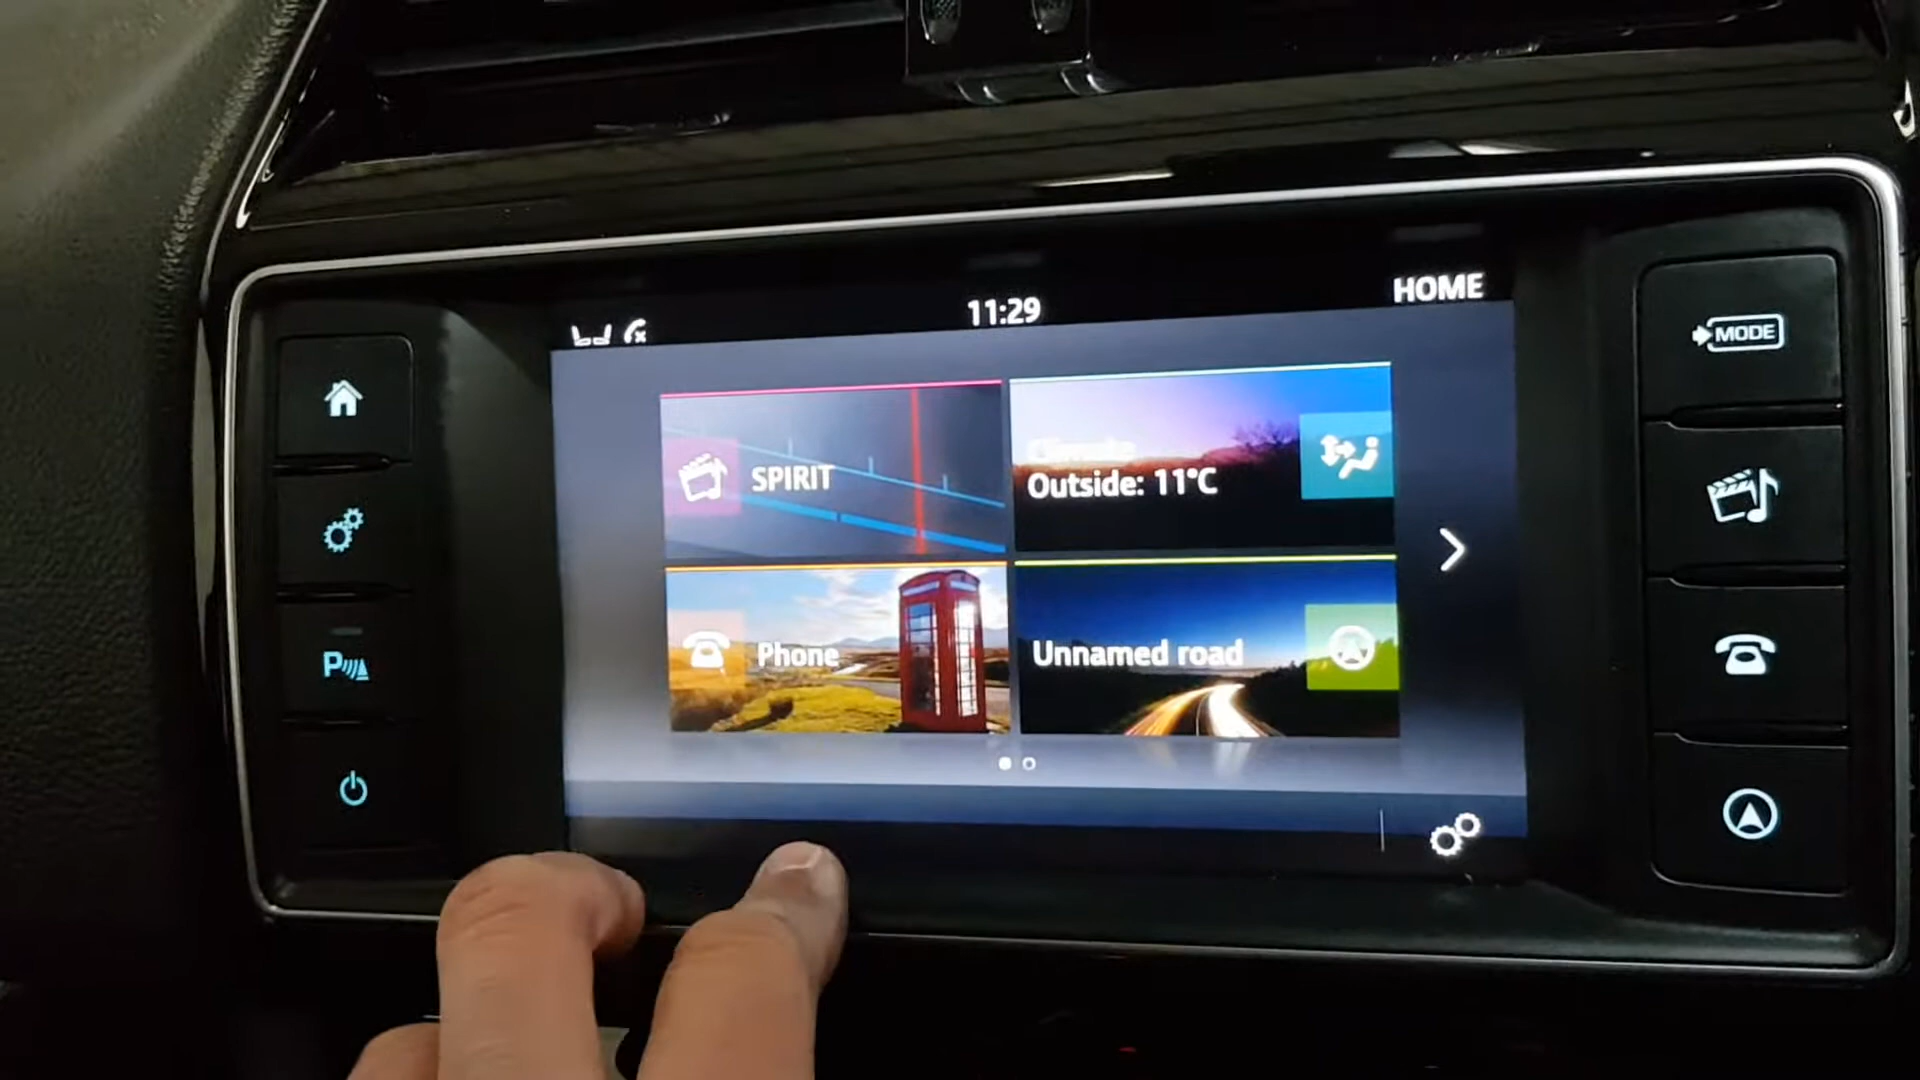 HOME
11:29
MODE
SPIRIT
Climate
Outside: 11°C
Phone
Unnamed road
P